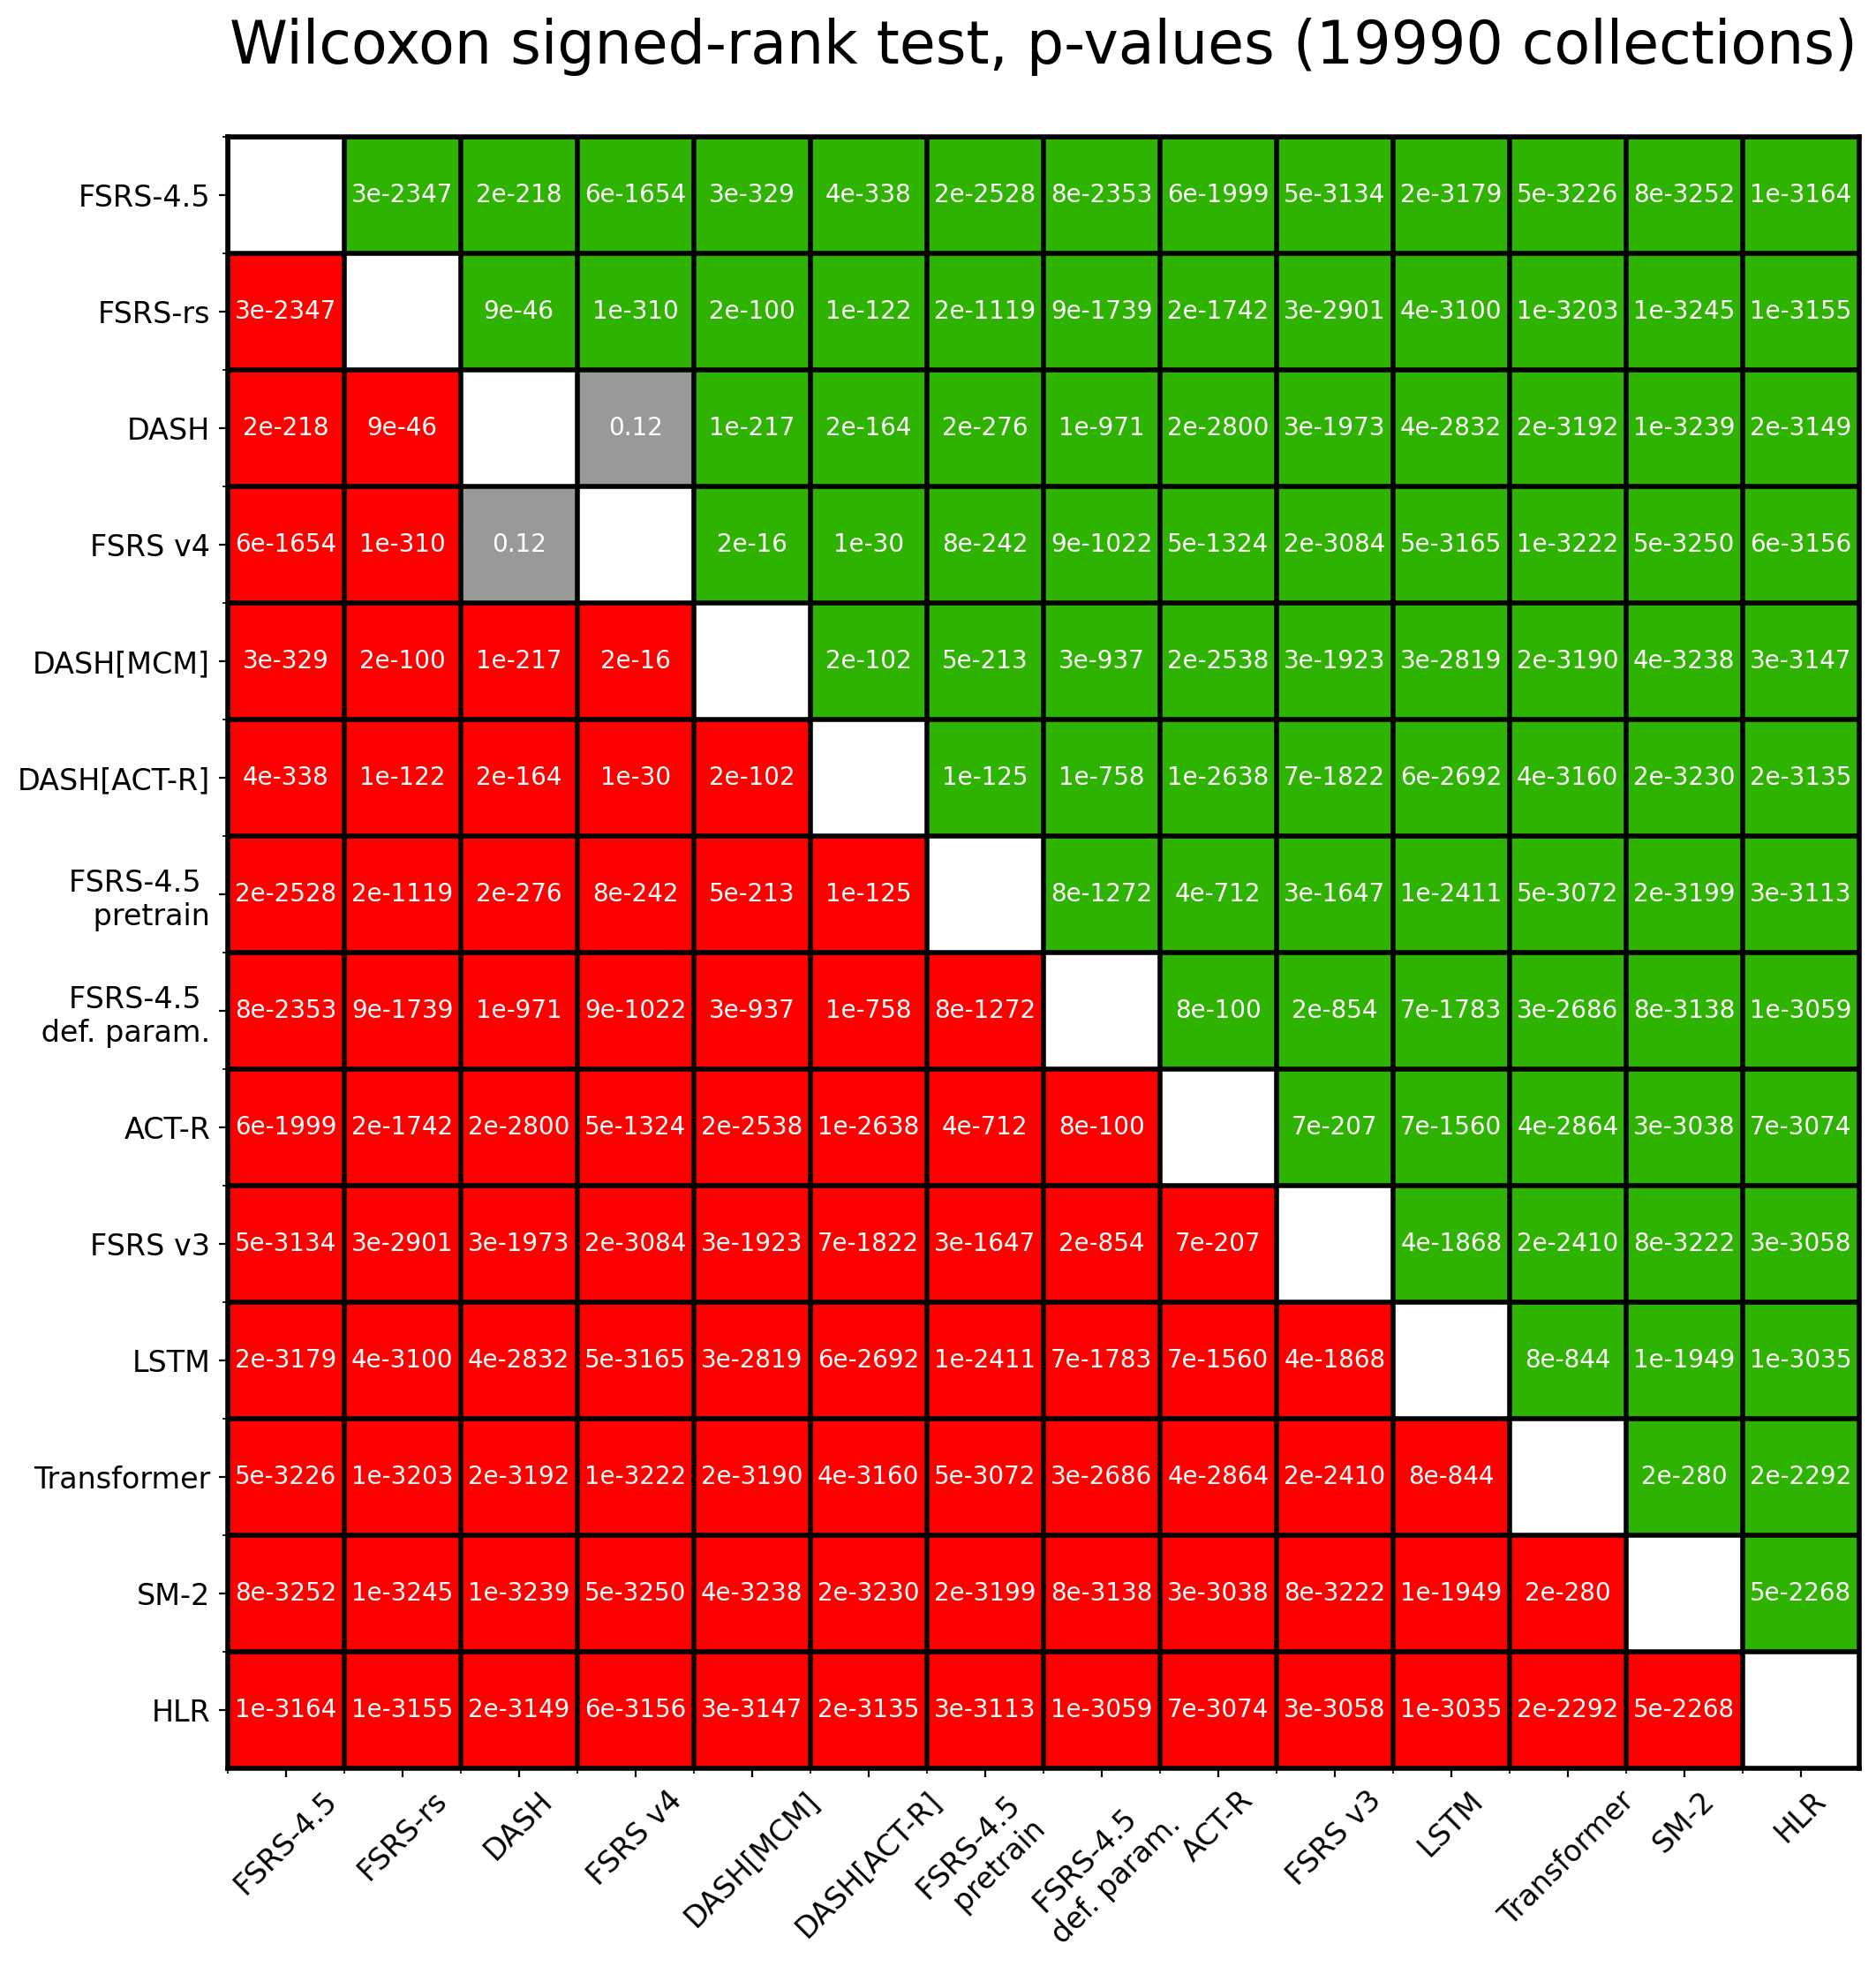 Wilcoxon signed-rank test, p-values (19990 collections)
FSRS-4.5 3e-2347 2e-218 6e-1654 3e-329 4e-338 2e-2528 8e-2353 6e-1999 5e-3134 2e-3179 5e-3226 8e-3252 1e-3164
FSRS-rs 3e-2347 9e-46 1e-310 2e-100 1e-122 2e-1119 9e-1739 2e-1742 3e-2901 4e-3100 1e-3203 1e-3245 1e-3155
DASH 2e-218 9e-46 0.12 1e-217 2e-164 2e-276 1e-971 2e-2800 3e-1973 4e-2832 2e-3192 1e-3239 2e-3149
FSRS v4 6e-1654 1e-310 0.12 2e-16 1e-30 8e-242 9e-1022 5e-1324 2e-3084 5e-3165 1e-3222 5e-3250 6e-3156
DASH[MCM] 3e-329 2e-100 1e-217 2e-16 2e-102 5e-213 3e-937 2e-2538 3e-1923 3e-2819 2e-3190 4e-3238 3e-3147
DASH[ACT-R] 4e-338 1e-122 2e-164 1e-30 2e-102 1e-125 1e-758 1e-2638 7e-1822 6e-2692 4e-3160 2e-3230 2e-3135
FSRS-4.5
pretrain 2e-2528 2e-1119 2e-276 8e-242 5e-213 1e-125 8e-1272 4e-712 3e-1647 1e-2411 5e-3072 2e-3199 3e-3113
FSRS-4.5
def. param. 8e-2353 9e-1739 1e-971 9e-1022 3e-937 1e-758 8e-1272 8e-100 2e-854 7e-1783 3e-2686 8e-3138 1e-3059
ACT-R 6e-1999 2e-1742 2e-2800 5e-1324 2e-2538 1e-2638 4e-712 8e-100 7e-207 7e-1560 4e-2864 3e-3038 7e-3074
FSRS v3 5e-3134 3e-2901 3e-1973 2e-3084 3e-1923 7e-1822 3e-1647 2e-854 7e-207 4e-1868 2e-2410 8e-3222 3e-3058
LSTM 2e-3179 4e-3100 4e-2832 5e-3165 3e-2819 6e-2692 1e-2411 7e-1783 7e-1560 4e-1868 8e-844 1e-1949 1e-3035
Transformer 5e-3226 1e-3203 2e-3192 1e-3222 2e-3190 4e-3160 5e-3072 3e-2686 4e-2864 2e-2410 8e-844 2e-280 2e-2292
SM-2 8e-3252 1e-3245 1e-3239 5e-3250 4e-3238 2e-3230 2e-3199 8e-3138 3e-3038 8e-3222 1e-1949 2e-280 5e-2268
HLR 1e-3164 1e-3155 2e-3149 6e-3156 3e-3147 2e-3135 3e-3113 1e-3059 7e-3074 3e-3058 1e-3035 2e-2292 5e-2268
FSRS-4.5
FSRS-rs
DASH
FSRS v4
DASH[MCM]
DASH[ACT-R]
FSRS-4.5
pretrain
FSRS-4.5
def. param.
ACT-R
FSRS v3
LSTM
Transformer
SM-2
HLR